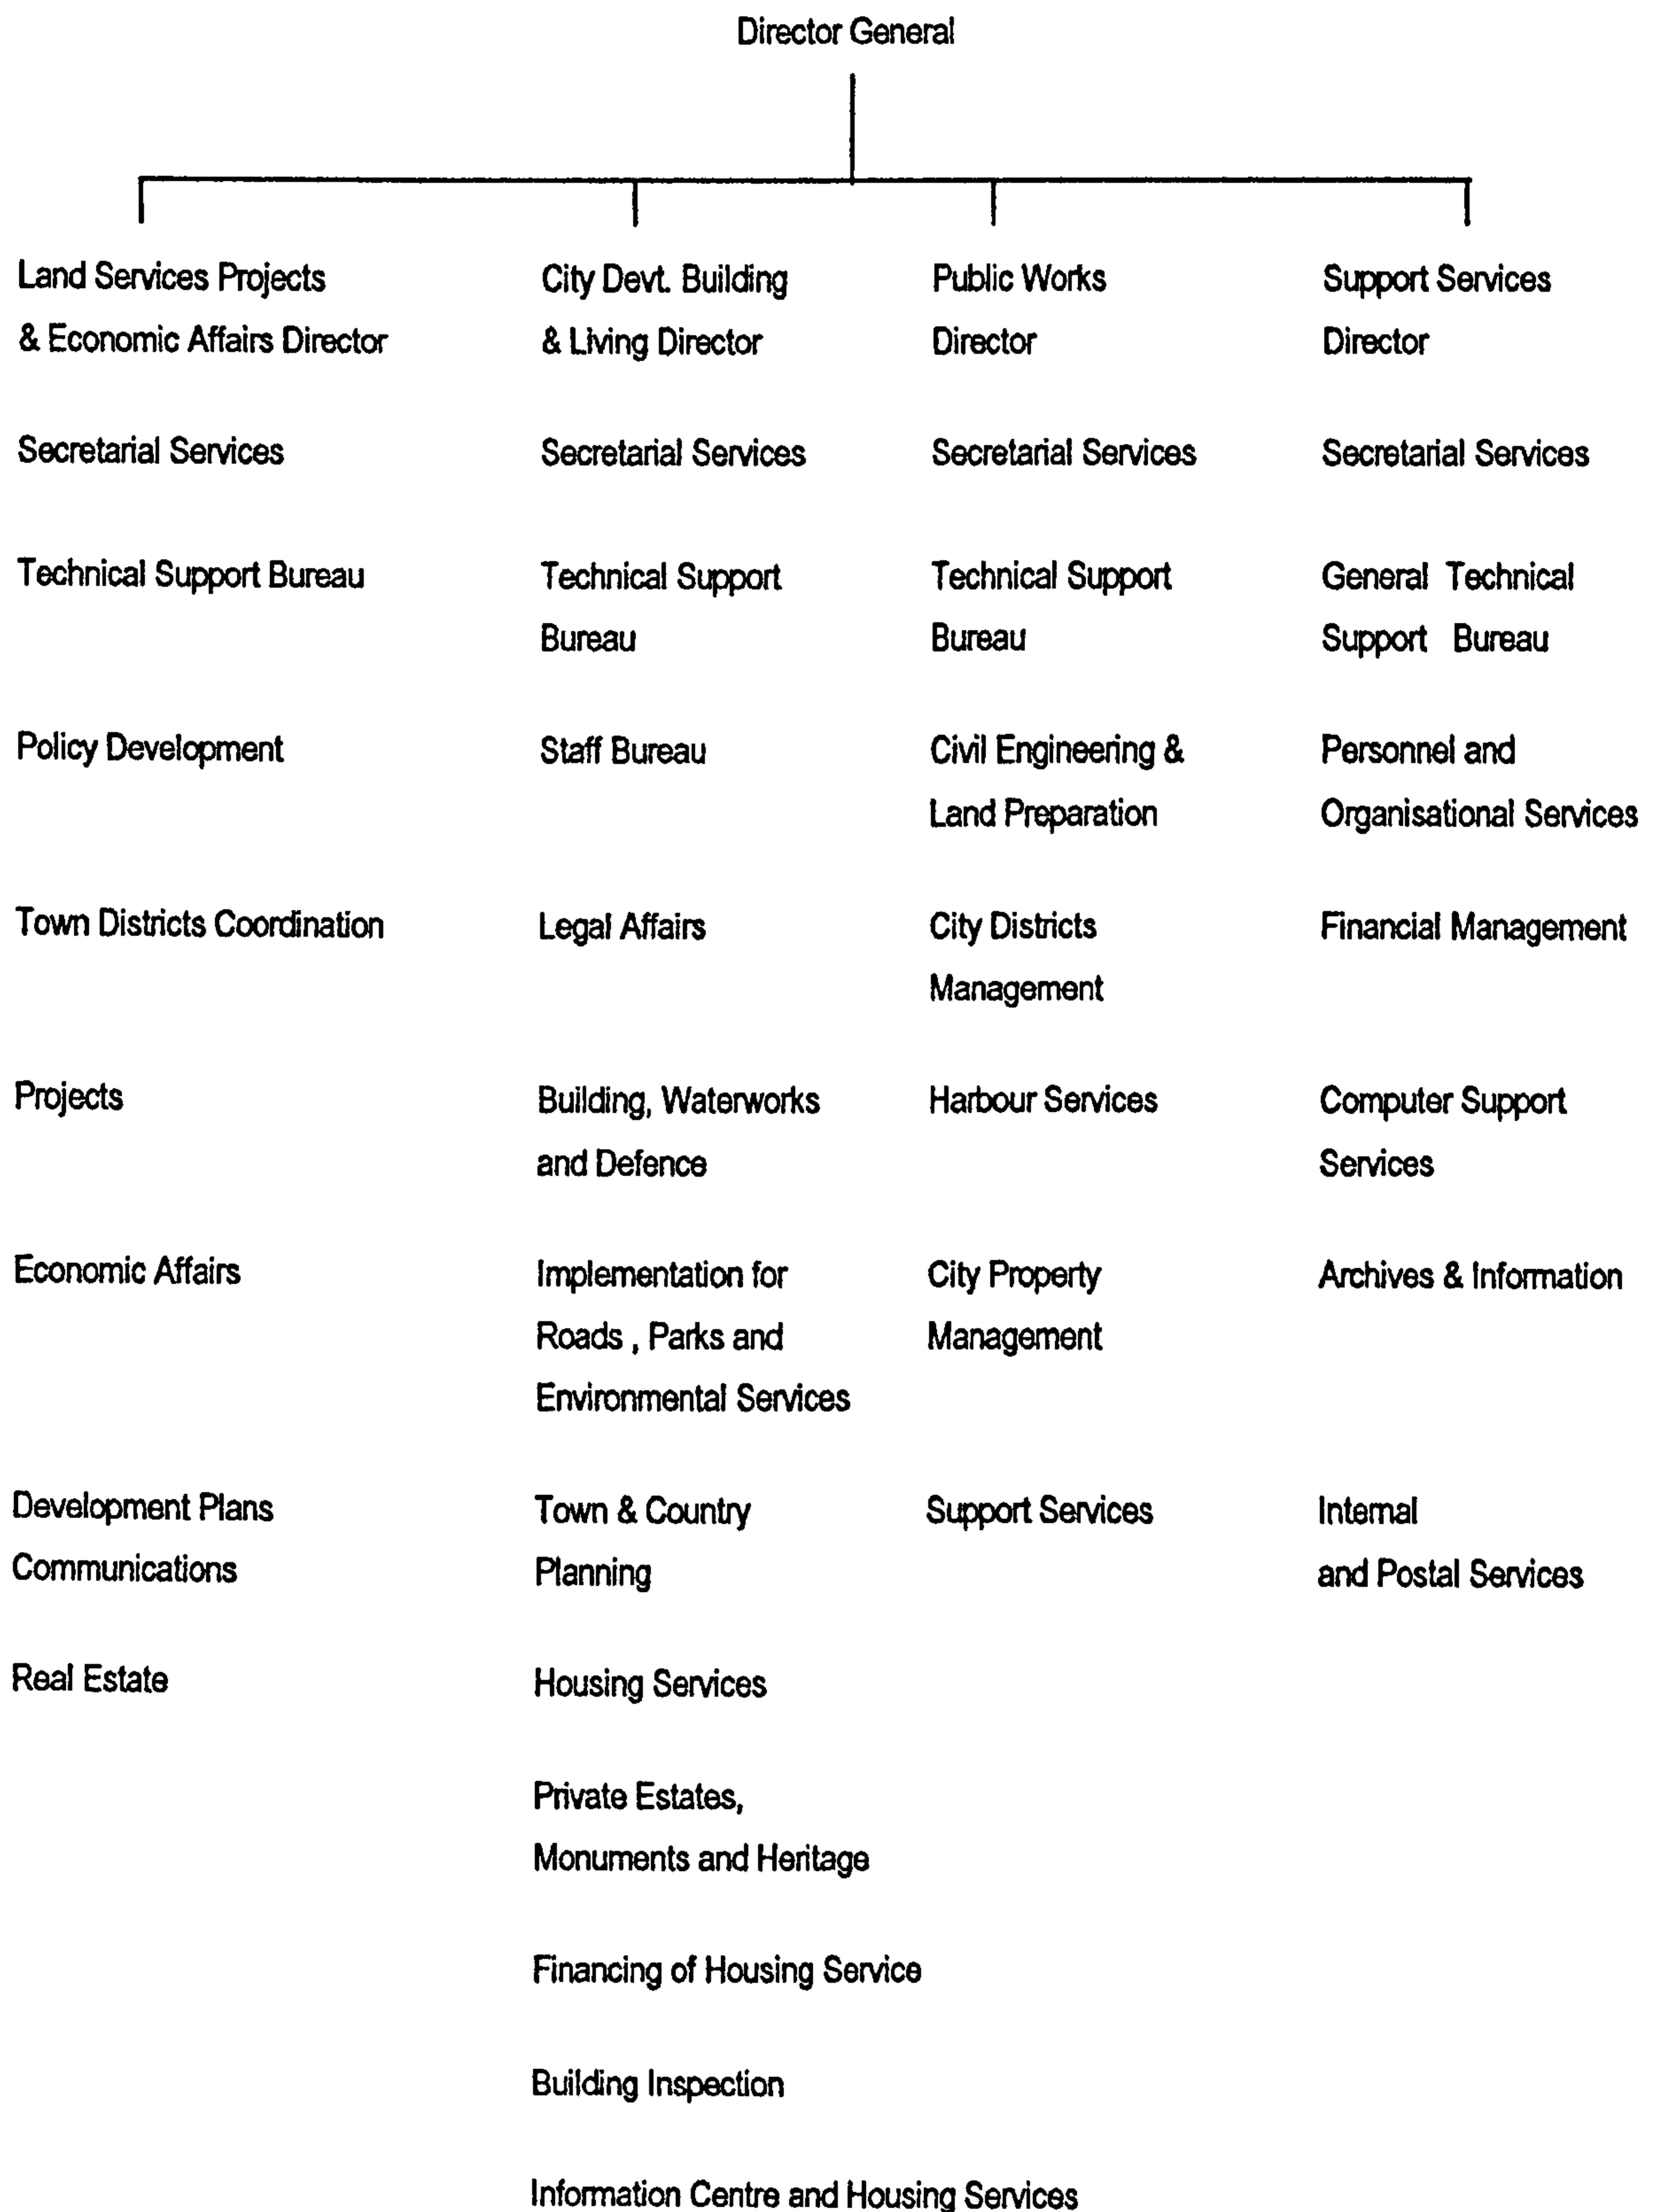 Director General
Land Services Projects
& Economic Affairs Director
Secretarial Services
Technical Support Bureau
Policy Development
Town Districts Coordination
Projects
Economic Affairs
Development Plans
Communications
Real Estate
City Devt. Building
& Living Director
Secretarial Services
Technical Support
Bureau
Staff Bureau
Legal Affairs
Building, Waterworks
and Defence
Implementation for
Roads , Parks and
Environmental Services
Town & Country
Planning
Housing Services
Private Estates,
Monuments and Heritage
Financing of Housing Service
Building Inspection
Information Centre and Housing Services
Public Works
Director
Secretarial Services
Technical Support
Bureau
Civil Engineering &
Land Preparation
City Districts
Management
Harbour Services
City Property
Management
Support Services
Support Services
Director
Secretarial Services
General Technical
Support Bureau
Personnel and
Organisational Services
Financial Management
Computer Support
Services
Archives & Information
Internal
and Postal Services